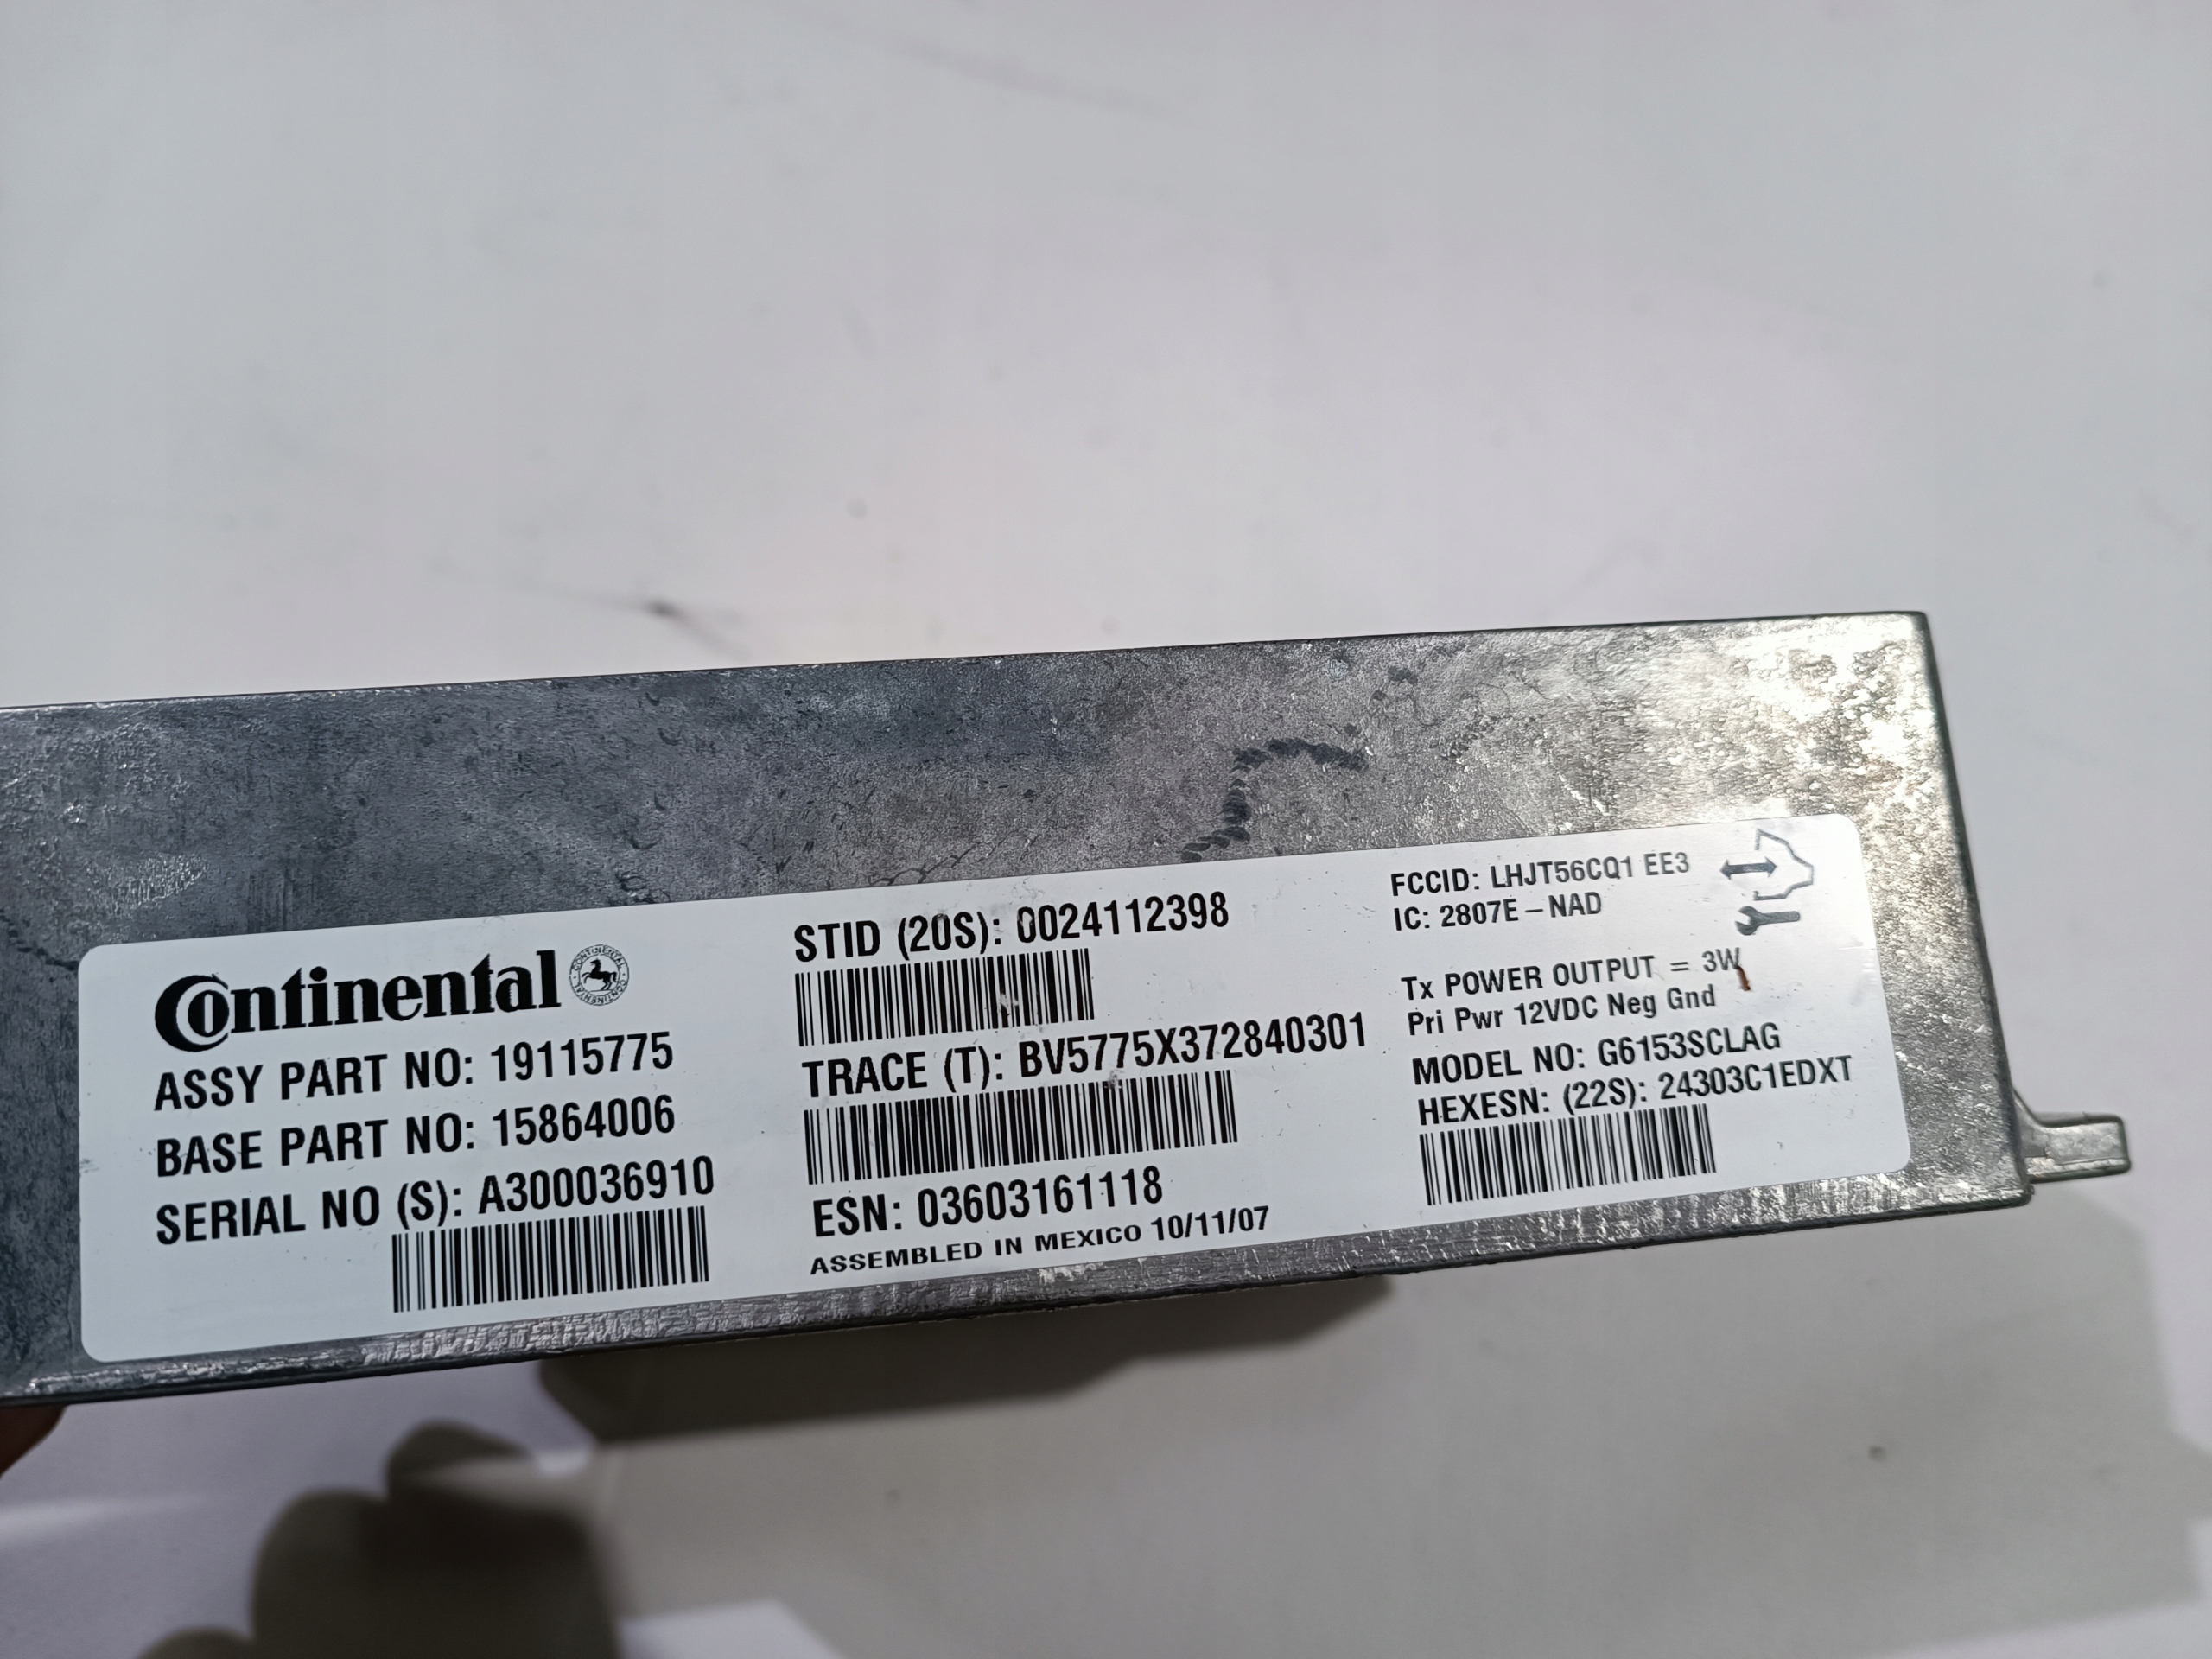 Continental
ASSY PART NO: 19115775
BASE PART NO: 15864006
SERIAL NO (S): A300036910
STID (20S): 0024112398
TRACE (T): BV5775X372840301
ESN: 03603161118
ASSEMBLED IN MEXICO 10/11/07
FCCID: LHJT56CQ1 EE3
IC: 2807E – NAD
Tx POWER OUTPUT = 3W
Pri Pwr 12VDC Neg Gnd
MODEL NO: G6153SCLAG
HEXESN: (22S): 24303C1EDXT